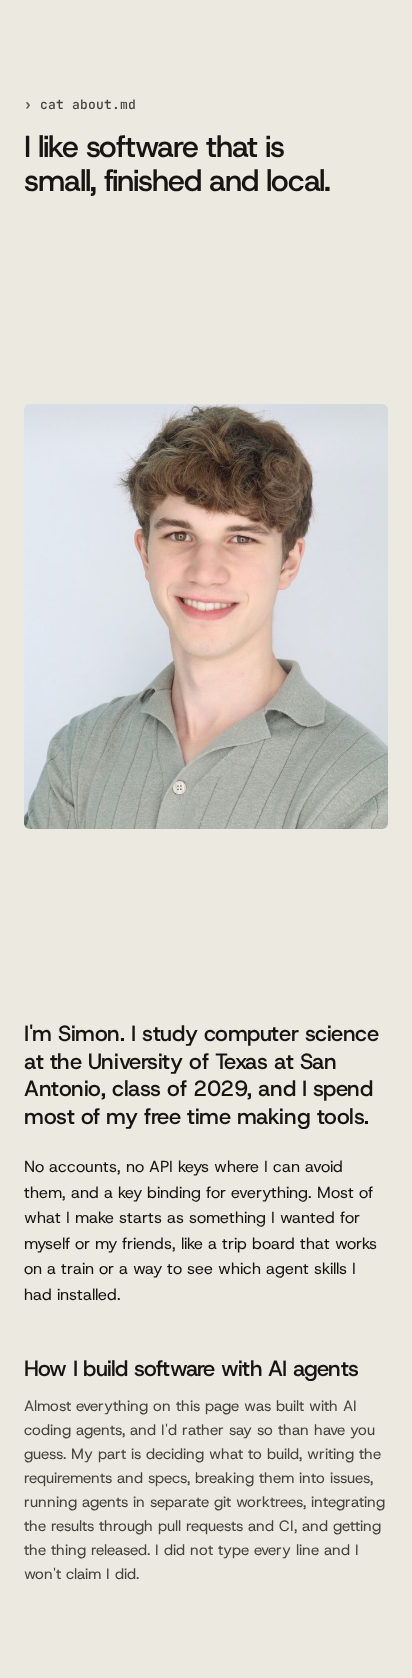 › cat about.md
I like software that is
small, finished and local.
I'm Simon. I study computer science
at the University of Texas at San
Antonio, class of 2029, and I spend
most of my free time making tools.
No accounts, no API keys where I can avoid
them, and a key binding for everything. Most of
what I make starts as something I wanted for
myself or my friends, like a trip board that works
on a train or a way to see which agent skills I
had installed.
How I build software with AI agents
Almost everything on this page was built with AI
coding agents, and I'd rather say so than have you
guess. My part is deciding what to build, writing the
requirements and specs, breaking them into issues,
running agents in separate git worktrees, integrating
the results through pull requests and CI, and getting
the thing released. I did not type every line and I
won't claim I did.